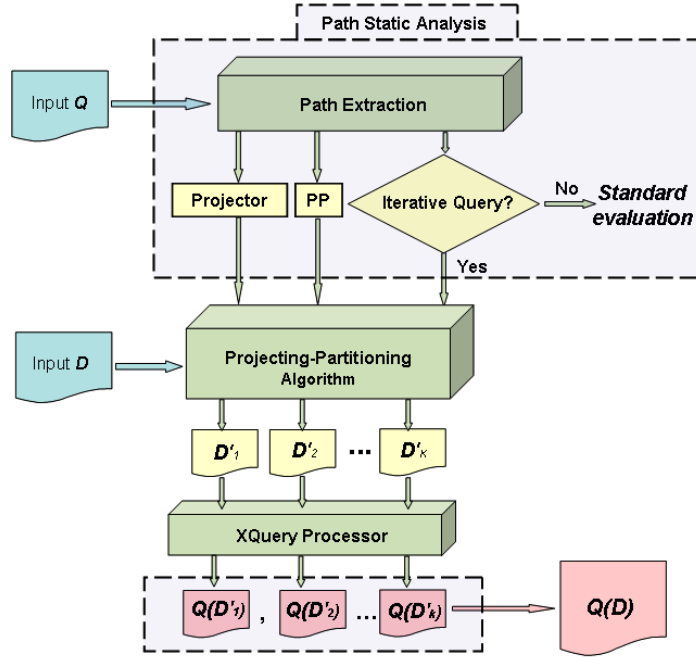 Path Static Analysis
Input Q
Path Extraction
Projector
PP
Iterative Query?
No
Standard
evaluation
Yes
Input D
Projecting-Partitioning
Algorithm
D'1
D'2
...
D'K
XQuery Processor
Q(D'1) , Q(D'2) ... Q(D'k)
Q(D)